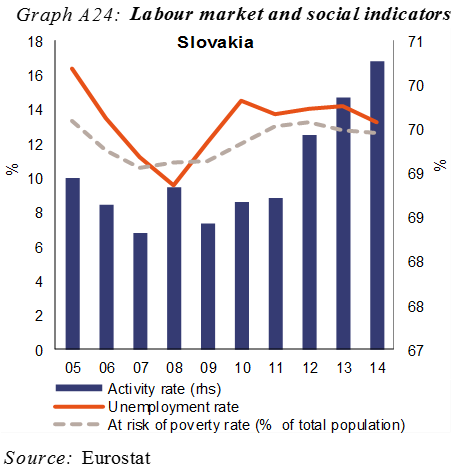 Graph A24: Labour market and social indicators
Slovakia
18
16
14
12
10
8
6
4
2
0
%
71
70
70
69
69
68
68
67
%
05 06 07 08 09 10 11 12 13 14
Activity rate (rhs)
Unemployment rate
At risk of poverty rate (% of total population)
Source: Eurostat